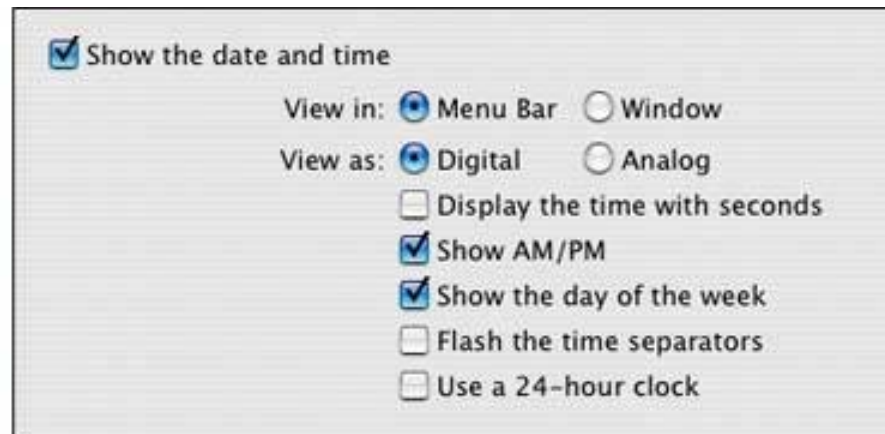 Show the date and time
View in: Menu Bar Window
View as: Digital Analog
Display the time with seconds
Show AM/PM
Show the day of the week
Flash the time separators
Use a 24-hour clock